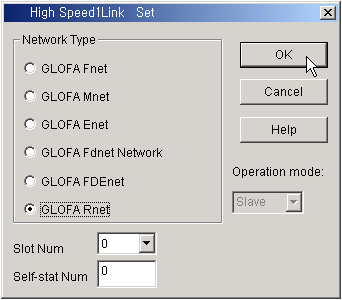 High Speed1Link Set
Network Type
GLOFA Fnet
GLOFA Mnet
GLOFA Enet
GLOFA Fdnet Network
GLOFA FDEnet
GLOFA Rnet
OK
Cancel
Help
Operation mode:
Slave
Slot Num 0
Self-stat Num 0